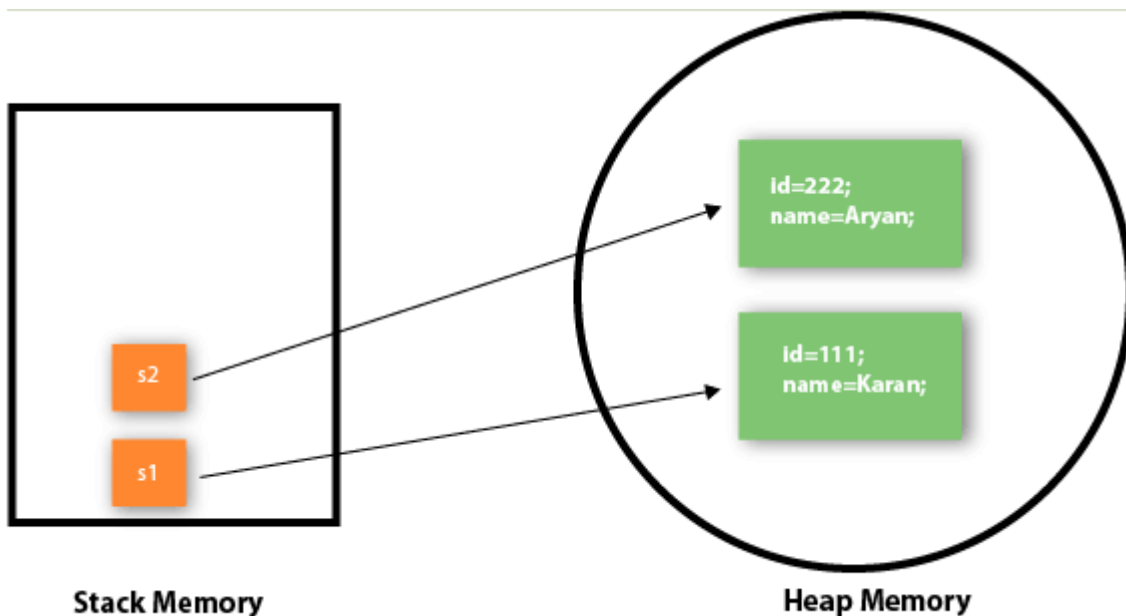 id=222;
name=Aryan;
s2
id=111;
name=Karan;
s1
Stack Memory
Heap Memory